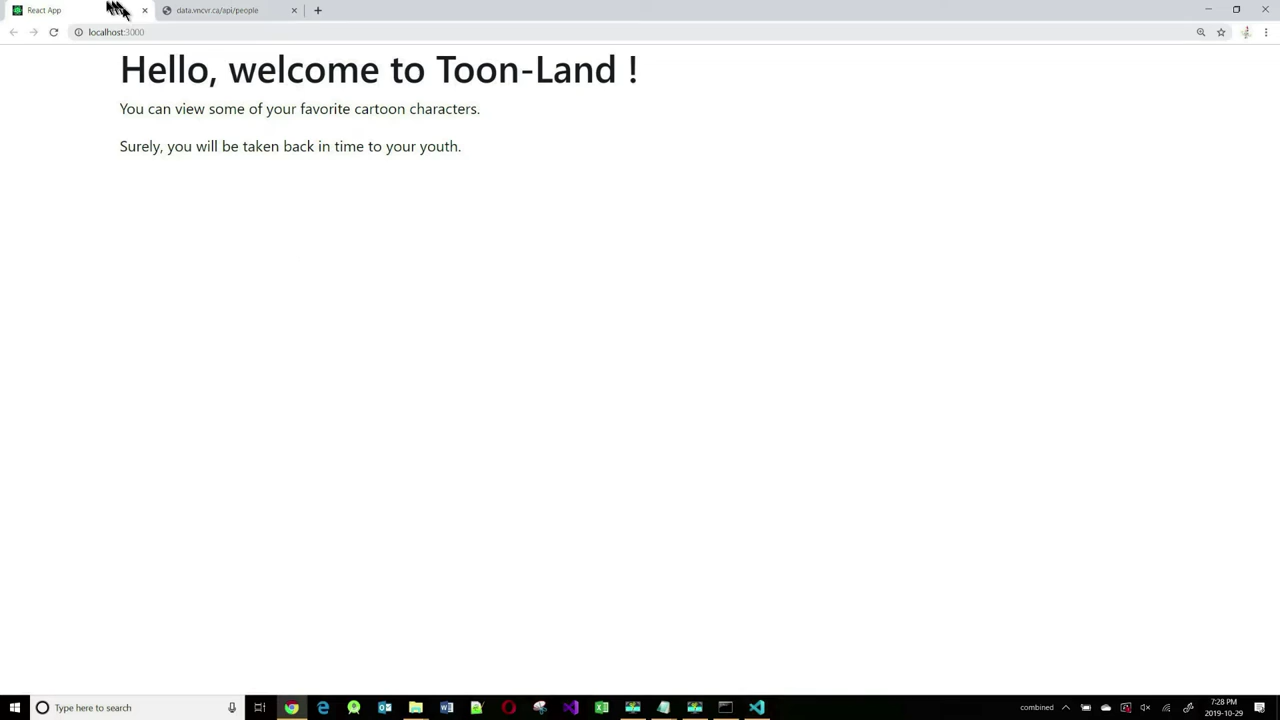 React App
data.vncvr.ca/api/people
localhost:3000
Hello, welcome to Toon-Land !
You can view some of your favorite cartoon characters.
Surely, you will be taken back in time to your youth.
Type here to search
combined
7:28 PM
2019-10-29